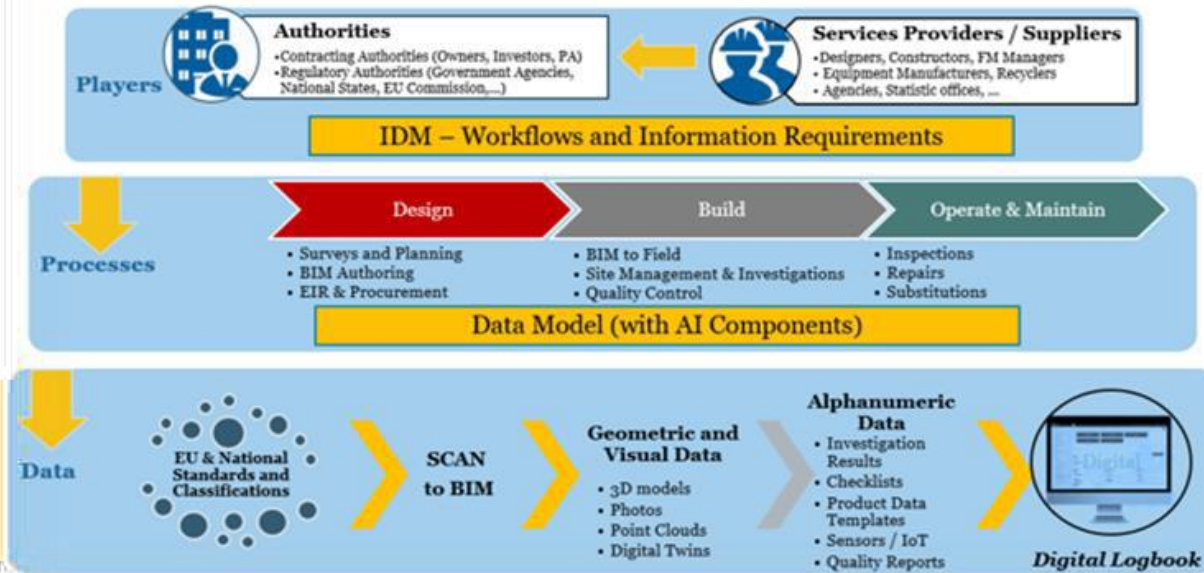 Players
Authorities
•Contracting Authorities (Owners, Investors, PA)
•Regulatory Authorities (Government Agencies,
National States, EU Commission,...)
Services Providers / Suppliers
• Designers, Constructors, FM Managers
• Equipment Manufacturers, Recyclers
• Agencies, Statistic offices, ...
IDM – Workflows and Information Requirements
Processes
Design
• Surveys and Planning
• BIM Authoring
• EIR & Procurement
Build
• BIM to Field
• Site Management & Investigations
• Quality Control
Operate & Maintain
• Inspections
• Repairs
• Substitutions
Data Model (with AI Components)
Data
EU & National
Standards and
Classifications
SCAN
to BIM
Geometric and
Visual Data
• 3D models
• Photos
• Point Clouds
• Digital Twins
Alphanumeric
Data
• Investigation
Results
• Checklists
• Product Data
Templates
• Sensors / IoT
• Quality Reports
Digital
Digital Logbook